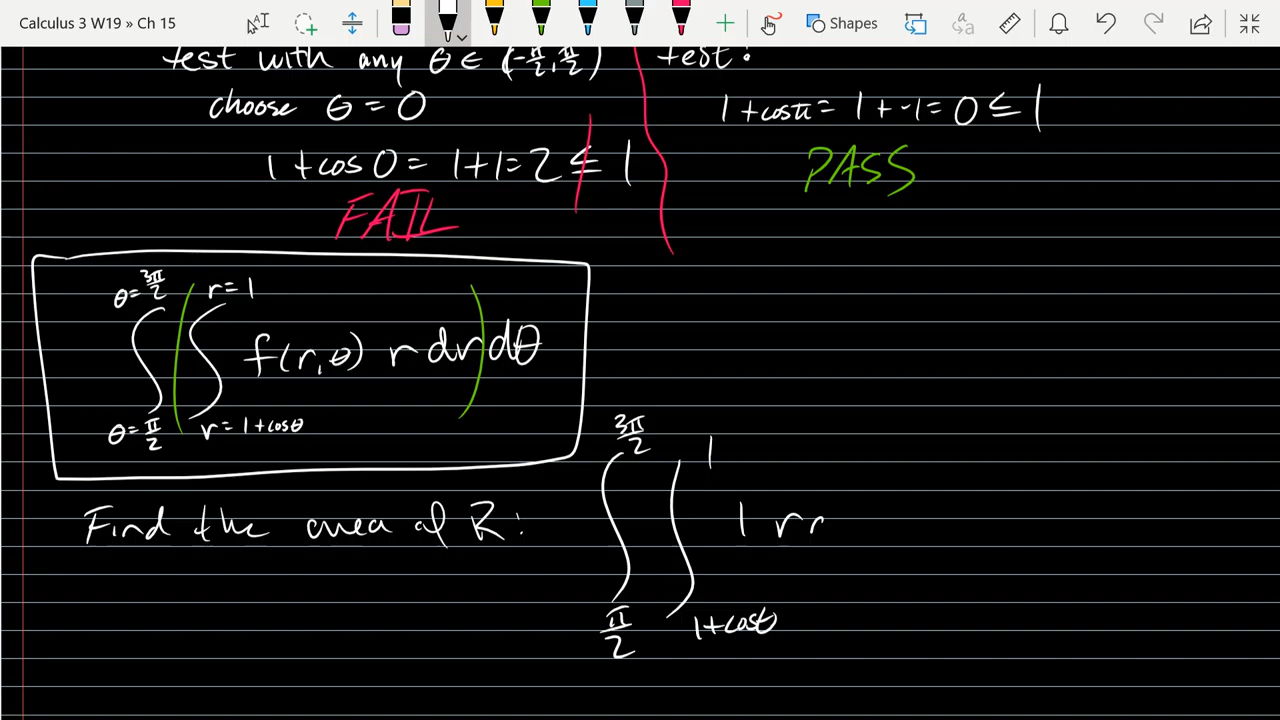 Calculus 3 W19 » Ch 15
Shapes
test with any θ ∈ (-π/2, π/2)
choose θ = 0
1 + cos 0 = 1 + 1 = 2 ≰ 1
FAIL
test:
1 + cos π = 1 + -1 = 0 ≤ 1
PASS
θ = 3π/2
r = 1
∫ ( ∫ f(r, θ) r dr ) dθ
θ = π/2
r = 1 + cosθ
3π/2
1
Find the area of R: ∫ ∫ 1 r r
π/2
1 + cosθ